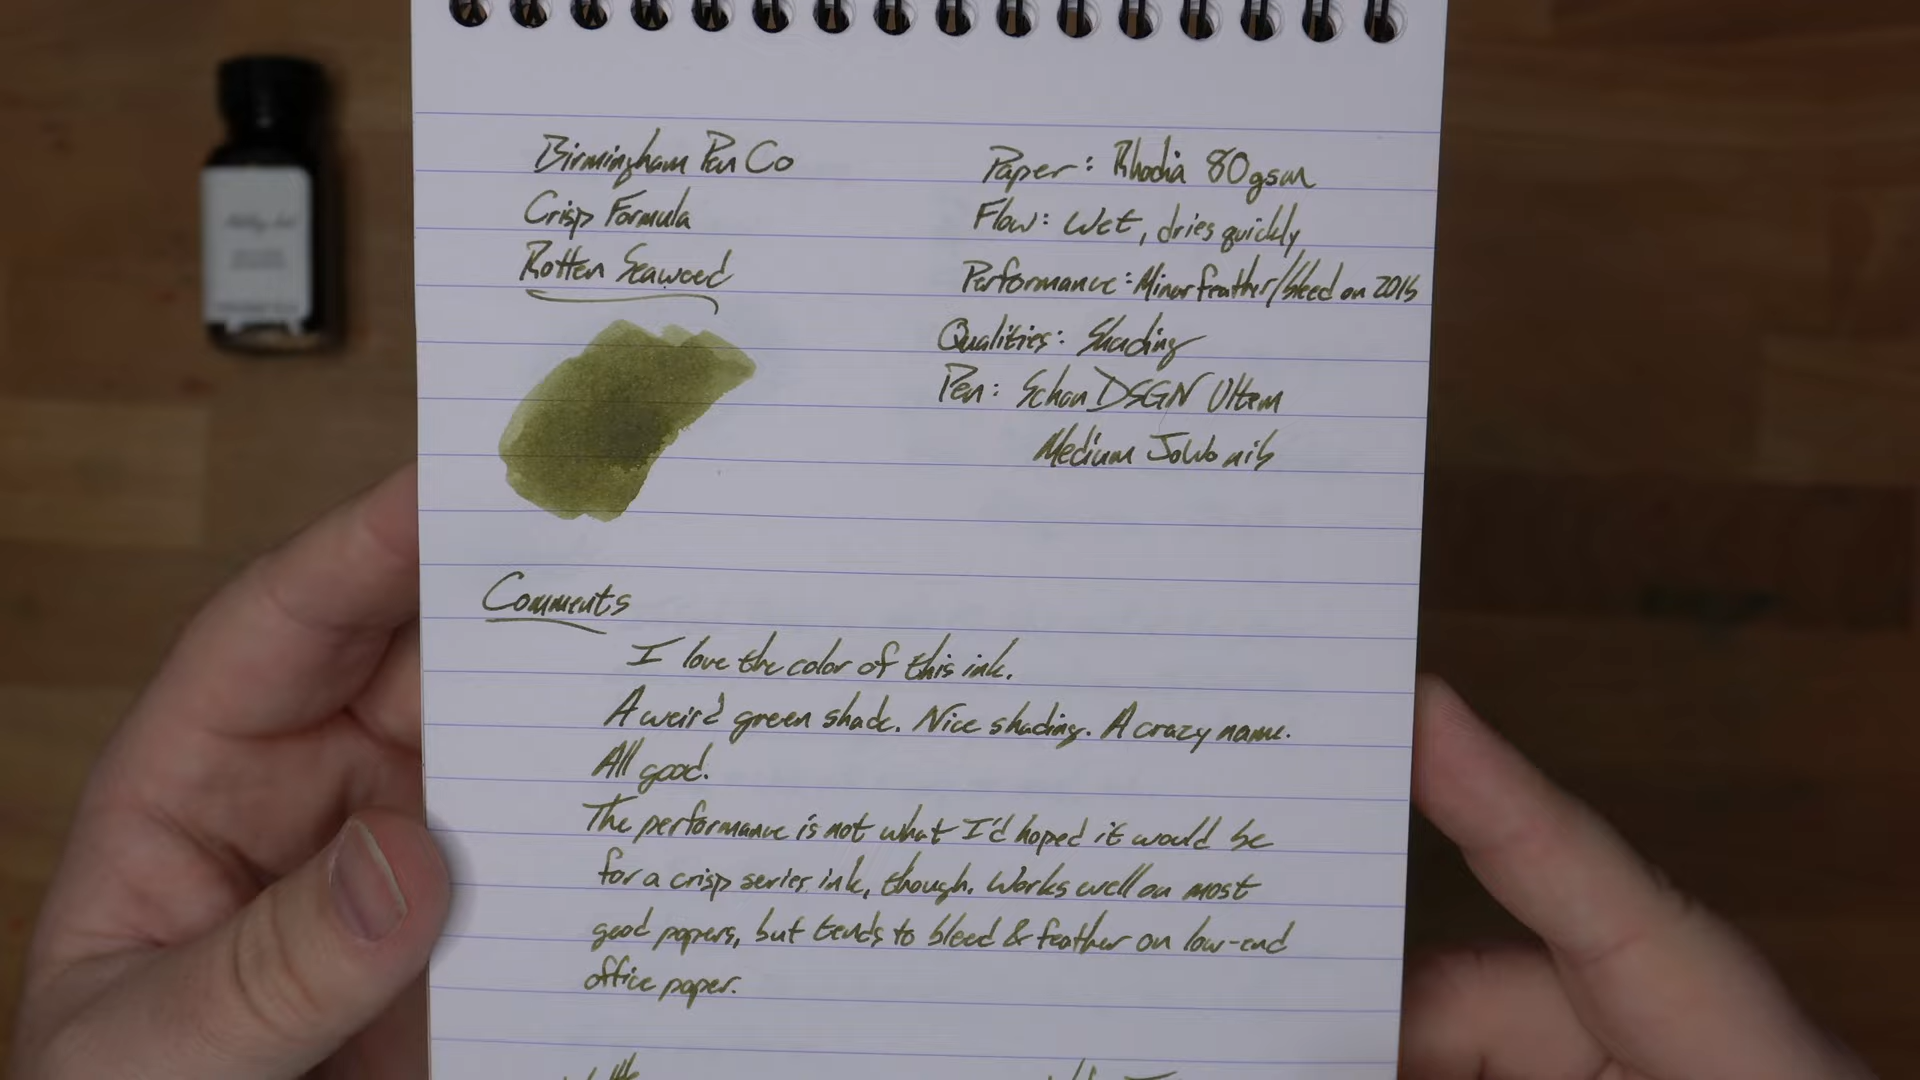 Birmingham Pen Co
Crisp Formula
Rotten Seaweed
Paper: Rhodia 80gsm
Flow: Wet, dries quickly
Performance: Minor feather/bleed on 20lb
Qualities: Shading
Pen: Schon DSGN Ultem
Medium JoWo nib
Comments
I love the color of this ink.
A weird green shade. Nice shading. A crazy name.
All good.
The performance is not what I'd hoped it would be
for a crisp series ink, though. Works well on most
good papers, but tends to bleed & feather on low-end
office paper.